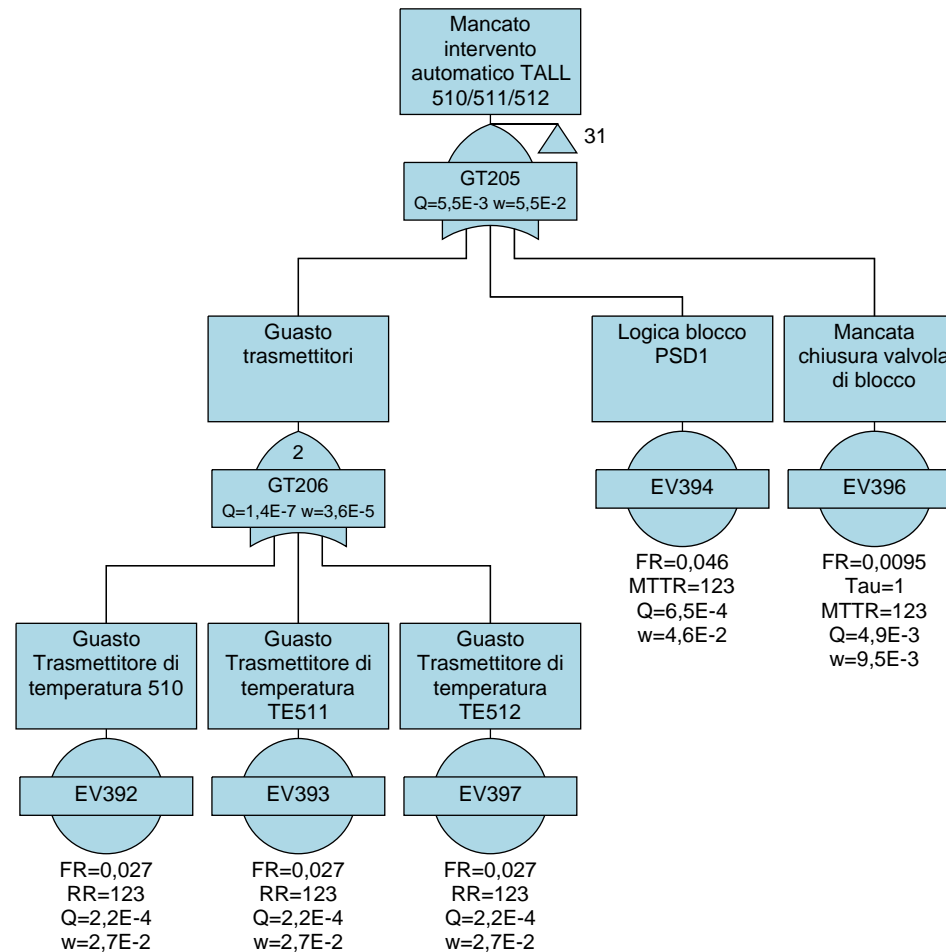 Mancato
intervento
automatico TALL
510/511/512
31
GT205
Q=5,5E-3 w=5,5E-2
Guasto
trasmettitori
Logica blocco
PSD1
Mancata
chiusura valvola
di blocco
2
GT206
Q=1,4E-7 w=3,6E-5
EV394
EV396
FR=0,046
MTTR=123
Q=6,5E-4
w=4,6E-2
FR=0,0095
Tau=1
MTTR=123
Q=4,9E-3
w=9,5E-3
Guasto
Trasmettitore di
temperatura 510
Guasto
Trasmettitore di
temperatura
TE511
Guasto
Trasmettitore di
temperatura
TE512
EV392
EV393
EV397
FR=0,027
RR=123
Q=2,2E-4
w=2,7E-2
FR=0,027
RR=123
Q=2,2E-4
w=2,7E-2
FR=0,027
RR=123
Q=2,2E-4
w=2,7E-2